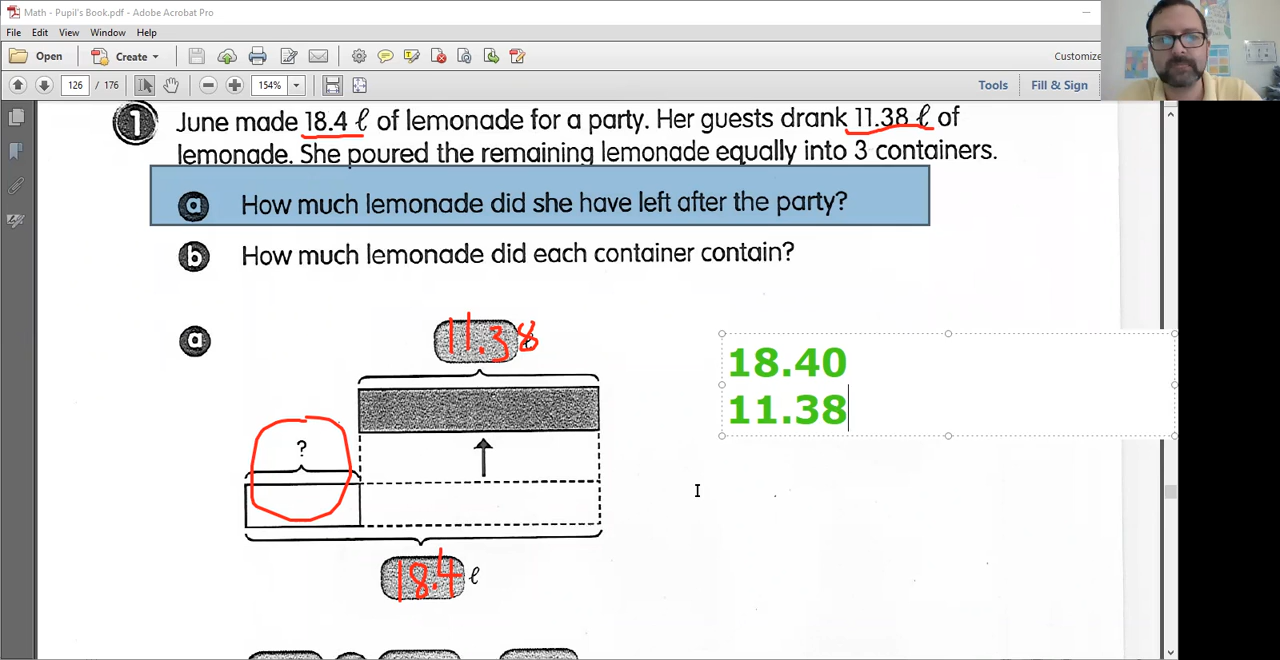 Math - Pupil's Book.pdf - Adobe Acrobat Pro
File Edit View Window Help
Open Create Customize
126 / 176 154% Tools Fill & Sign
1 June made 18.4 ℓ of lemonade for a party. Her guests drank 11.38 ℓ of
lemonade. She poured the remaining lemonade equally into 3 containers.
a How much lemonade did she have left after the party?
b How much lemonade did each container contain?
a
11.38
18.40
11.38
?
18.4 ℓ